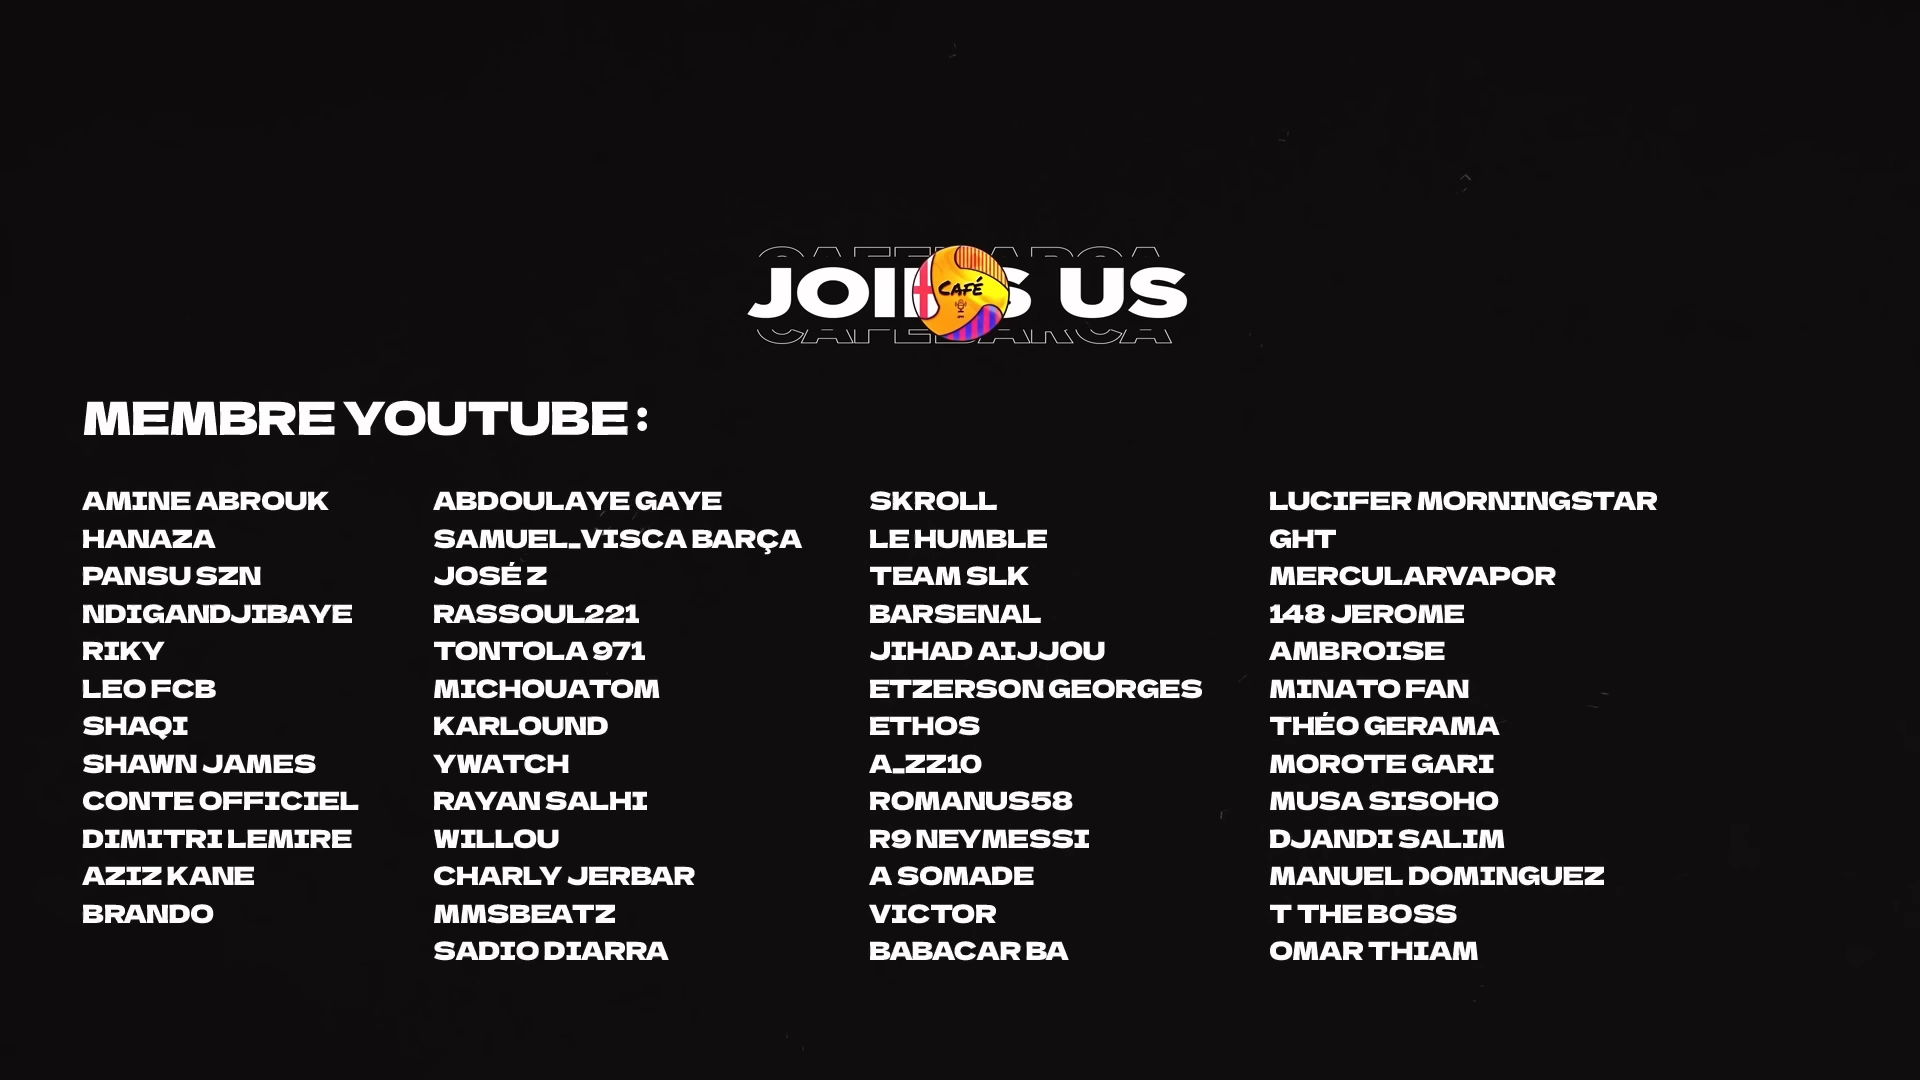 CAFEBARCA
JOINS US
Café
CAFEBARCA
MEMBRE YOUTUBE :
AMINE ABROUK
HANAZA
PANSU SZN
NDIGANDJIBAYE
RIKY
LEO FCB
SHAQI
SHAWN JAMES
CONTE OFFICIEL
DIMITRI LEMIRE
AZIZ KANE
BRANDO
ABDOULAYE GAYE
SAMUEL_VISCA BARÇA
JOSÉ Z
RASSOUL221
TONTOLA 971
MICHOUATOM
KARLOUND
YWATCH
RAYAN SALHI
WILLOU
CHARLY JERBAR
MMSBEATZ
SADIO DIARRA
SKROLL
LE HUMBLE
TEAM SLK
BARSENAL
JIHAD AIJJOU
ETZERSON GEORGES
ETHOS
A_ZZ10
ROMANUS58
R9 NEYMESSI
A SOMADE
VICTOR
BABACAR BA
LUCIFER MORNINGSTAR
GHT
MERCULARVAPOR
148 JEROME
AMBROISE
MINATO FAN
THÉO GERAMA
MOROTE GARI
MUSA SISOHO
DJANDI SALIM
MANUEL DOMINGUEZ
T THE BOSS
OMAR THIAM